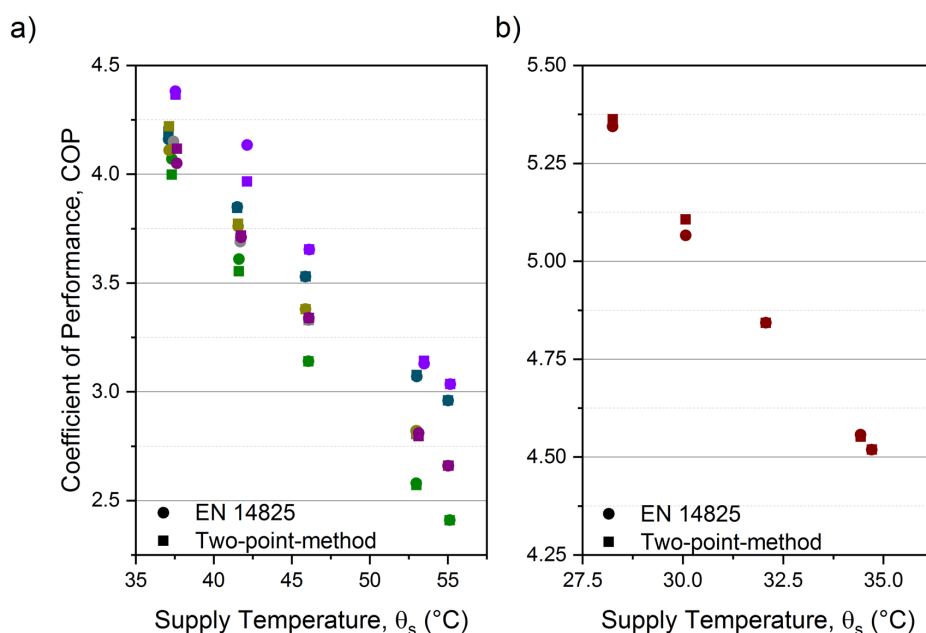 a)
Coefficient of Performance, COP
4.5
4.0
3.5
3.0
2.5
EN 14825
Two-point-method
35
40
45
50
55
Supply Temperature, θs (°C)
b)
5.50
5.25
5.00
4.75
4.50
4.25
EN 14825
Two-point-method
27.5
30.0
32.5
35.0
Supply Temperature, θs (°C)